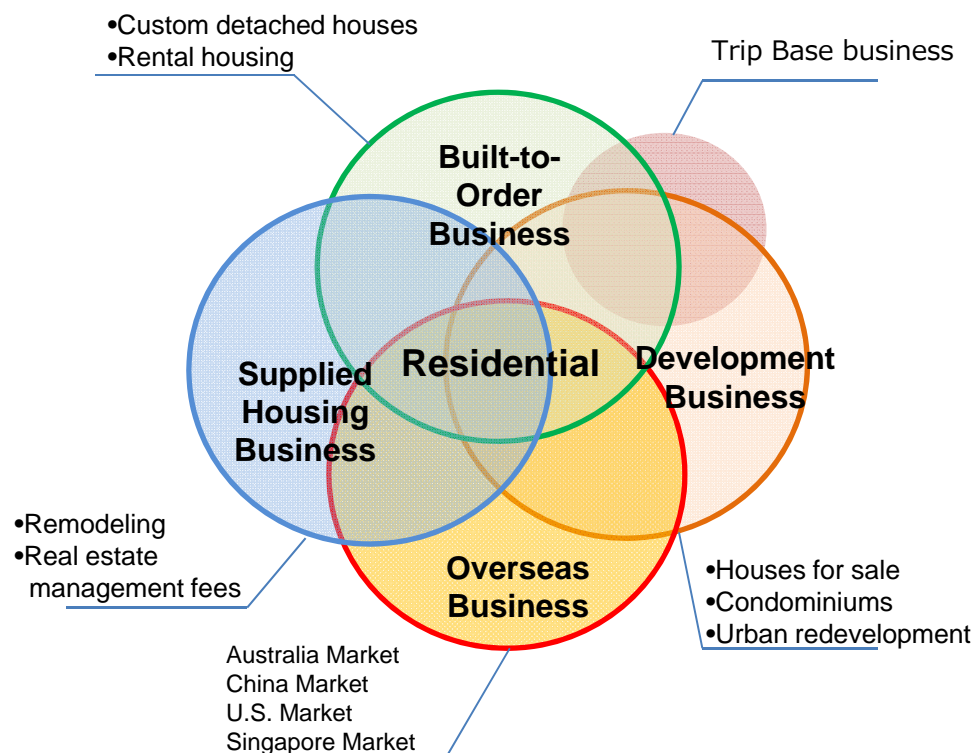 •Custom detached houses
•Rental housing
Trip Base business
Built-to-
Order
Business
Residential
Supplied
Housing
Business
Development
Business
•Remodeling
•Real estate
management fees
Overseas
Business
•Houses for sale
•Condominiums
•Urban redevelopment
Australia Market
China Market
U.S. Market
Singapore Market